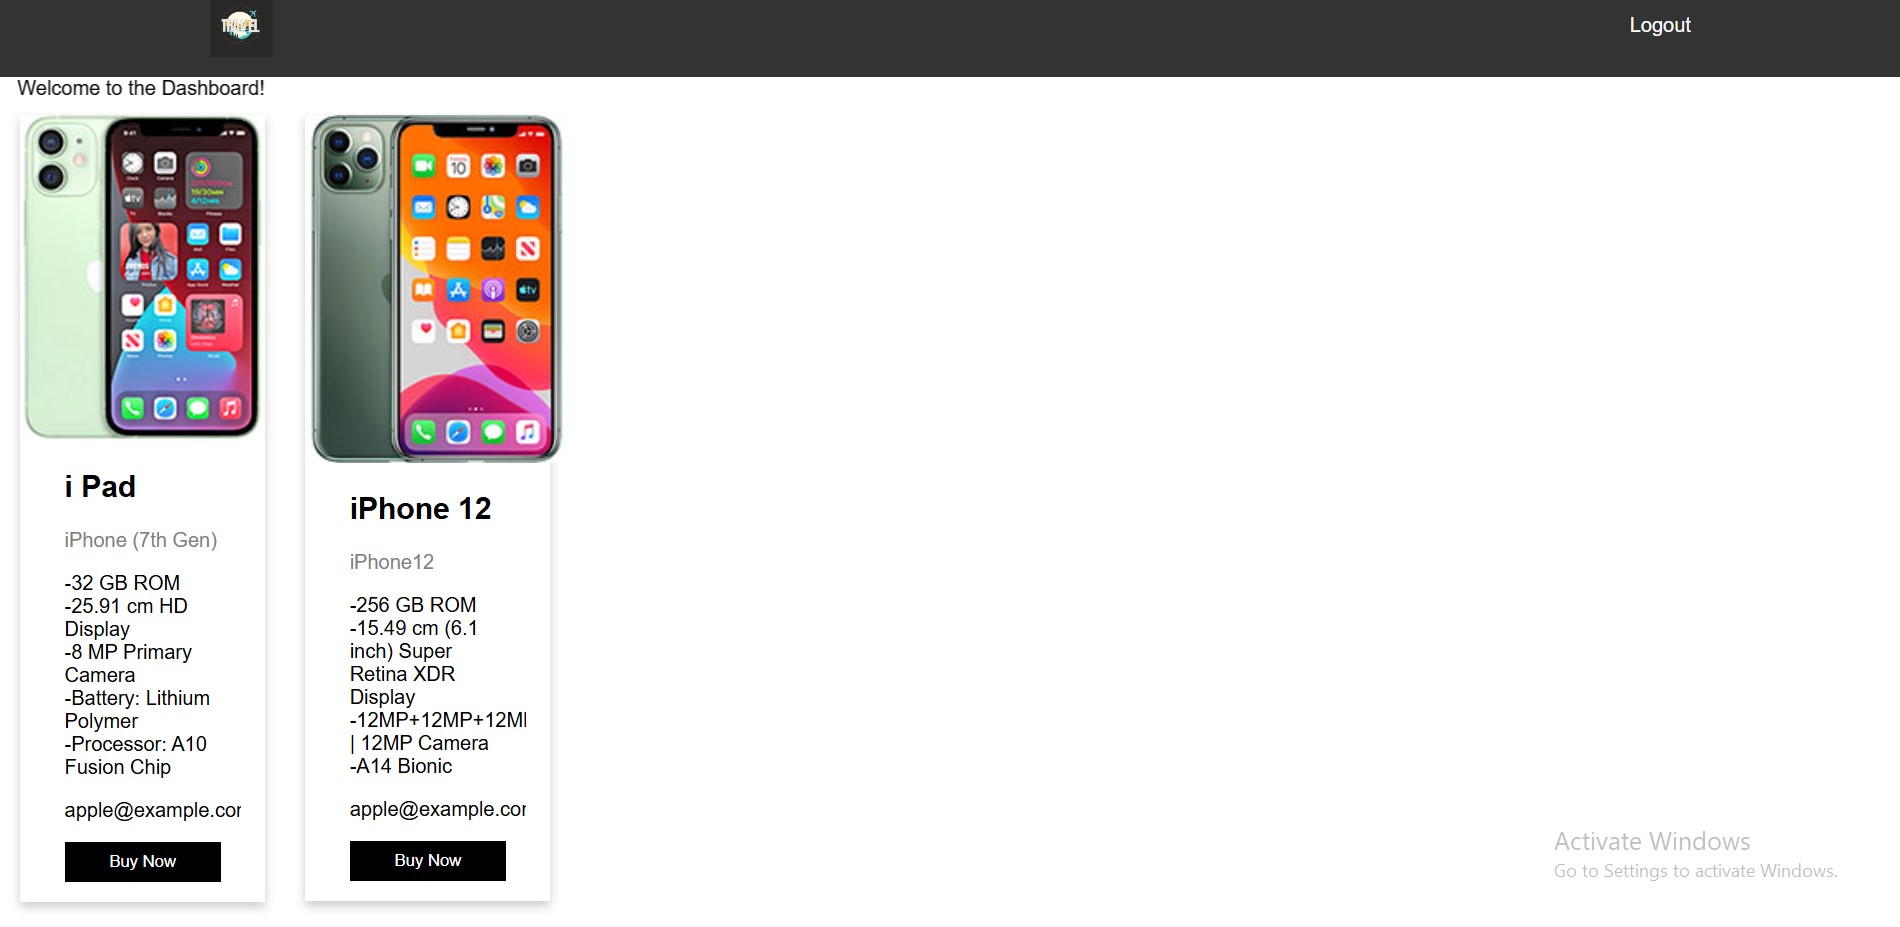 TRAVEL
Logout
Welcome to the Dashboard!
i Pad
iPhone (7th Gen)
-32 GB ROM
-25.91 cm HD
Display
-8 MP Primary
Camera
-Battery: Lithium
Polymer
-Processor: A10
Fusion Chip
apple@example.cor
Buy Now
iPhone 12
iPhone12
-256 GB ROM
-15.49 cm (6.1
inch) Super
Retina XDR
Display
-12MP+12MP+12MI
| 12MP Camera
-A14 Bionic
apple@example.cor
Buy Now
Activate Windows
Go to Settings to activate Windows.